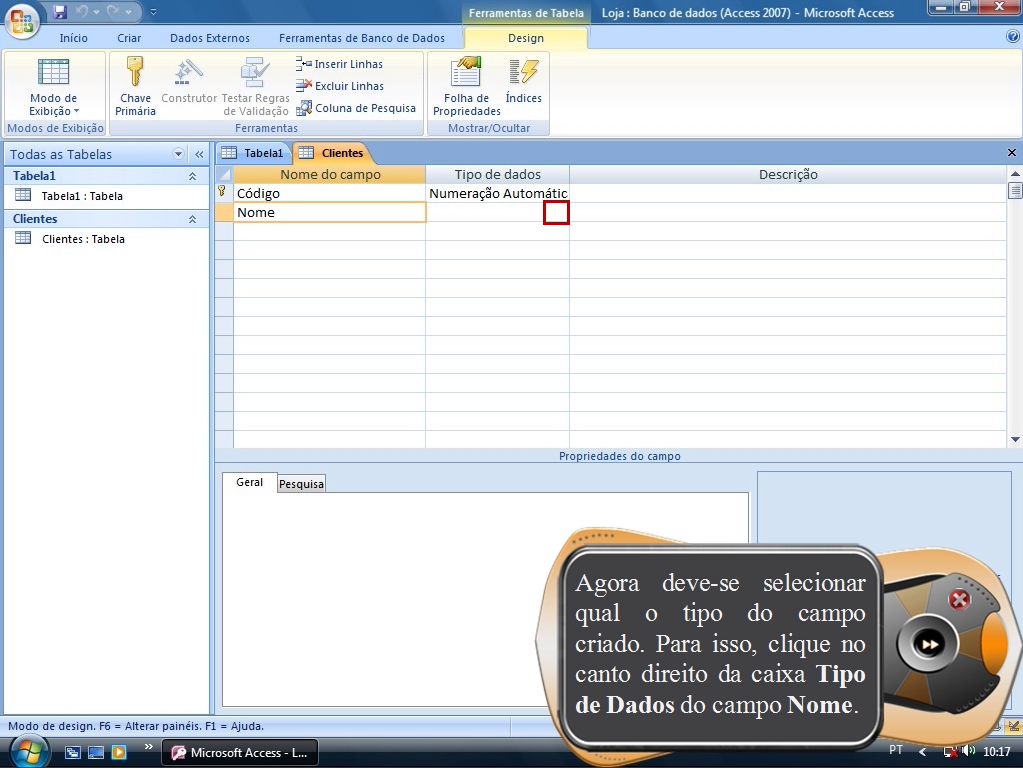 Ferramentas de Tabela
Loja : Banco de dados (Access 2007) - Microsoft Access
Início
Criar
Dados Externos
Ferramentas de Banco de Dados
Design
Modo de
Exibição
Modos de Exibição
Chave
Primária
Construtor
Testar Regras
de Validação
Inserir Linhas
Excluir Linhas
Coluna de Pesquisa
Ferramentas
Folha de
Propriedades
Índices
Mostrar/Ocultar
Todas as Tabelas
Tabela1
Tabela1 : Tabela
Clientes
Clientes : Tabela
Tabela1
Clientes
Nome do campo
Tipo de dados
Descrição
Código
Numeração Automátic
Nome
Propriedades do campo
Geral
Pesquisa
Agora deve-se selecionar
qual o tipo do campo
criado. Para isso, clique no
canto direito da caixa Tipo
de Dados do campo Nome.
Modo de design. F6 = Alterar painéis. F1 = Ajuda.
Microsoft Access - L...
PT
10:17